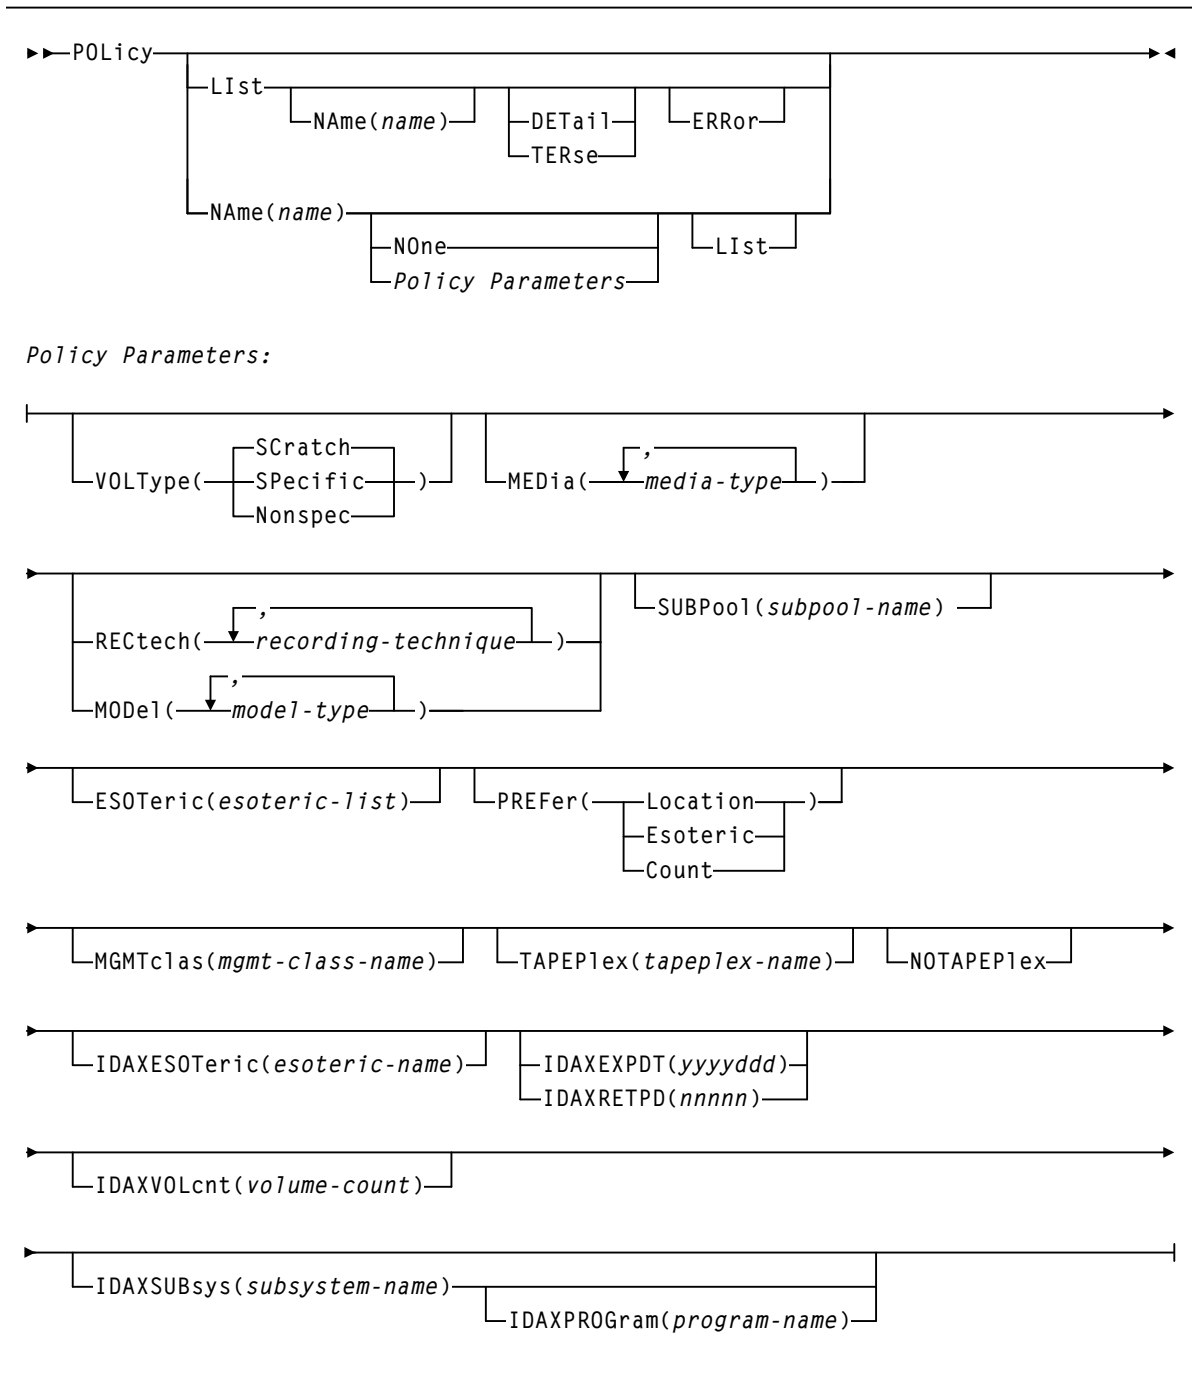 POLicy
LIst
NAme(name) DETail ERRor
TERse
NAme(name)
NOne LIst
Policy Parameters
Policy Parameters:
SCratch ,
VOLType( SPecific ) MEDia( media-type )
Nonspec
, SUBPool(subpool-name)
RECtech( recording-technique )
,
MODel( model-type )
ESOTeric(esoteric-list) PREFer( Location )
Esoteric
Count
MGMTclas(mgmt-class-name) TAPEPlex(tapeplex-name) NOTAPEPlex
IDAXESOTeric(esoteric-name) IDAXEXPDT(yyyyddd)
IDAXRETPD(nnnnn)
IDAXVOLcnt(volume-count)
IDAXSUBsys(subsystem-name)
IDAXPROGram(program-name)